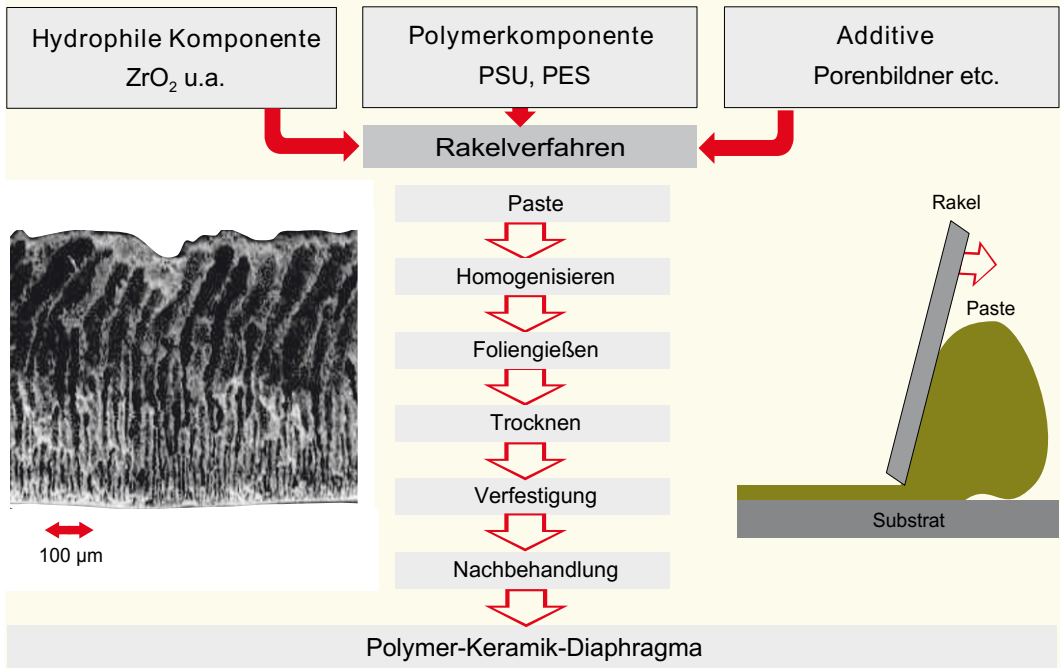 Hydrophile Komponente
ZrO₂ u.a.
Polymerkomponente
PSU, PES
Additive
Porenbildner etc.
Rakelverfahren
Paste
Homogenisieren
Foliengießen
Trocknen
Verfestigung
Nachbehandlung
100 µm
Rakel
Paste
Substrat
Polymer-Keramik-Diaphragma